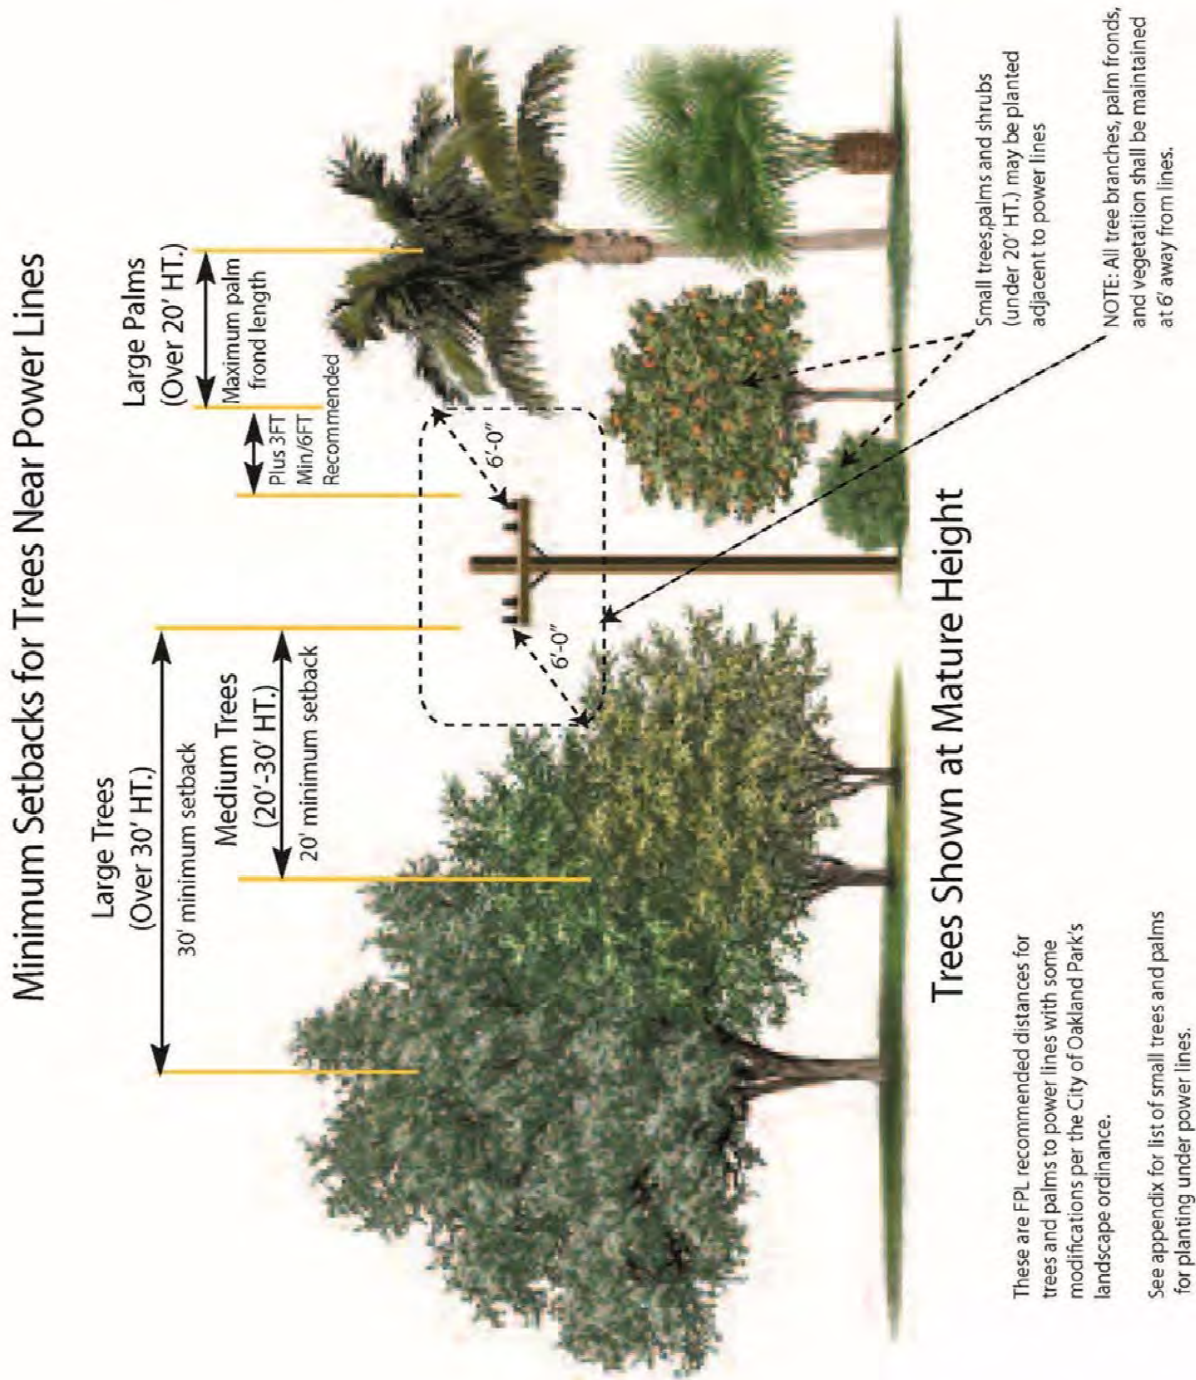 Minimum Setbacks for Trees Near Power Lines
Large Trees
(Over 30' HT.)
30' minimum setback
Medium Trees
(20'-30' HT.)
20' minimum setback
Large Palms
(Over 20' HT.)
Maximum palm
frond length
Plus 3FT
Min/6FT
Recommended
6'-0"
6'-0"
Trees Shown at Mature Height
These are FPL recommended distances for
trees and palms to power lines with some
modifications per the City of Oakland Park's
landscape ordinance.
See appendix for list of small trees and palms
for planting under power lines.
Small trees,palms and shrubs
(under 20' HT.) may be planted
adjacent to power lines
NOTE: All tree branches, palm fronds,
and vegetatiion shall be maintained
at 6' away from lines.